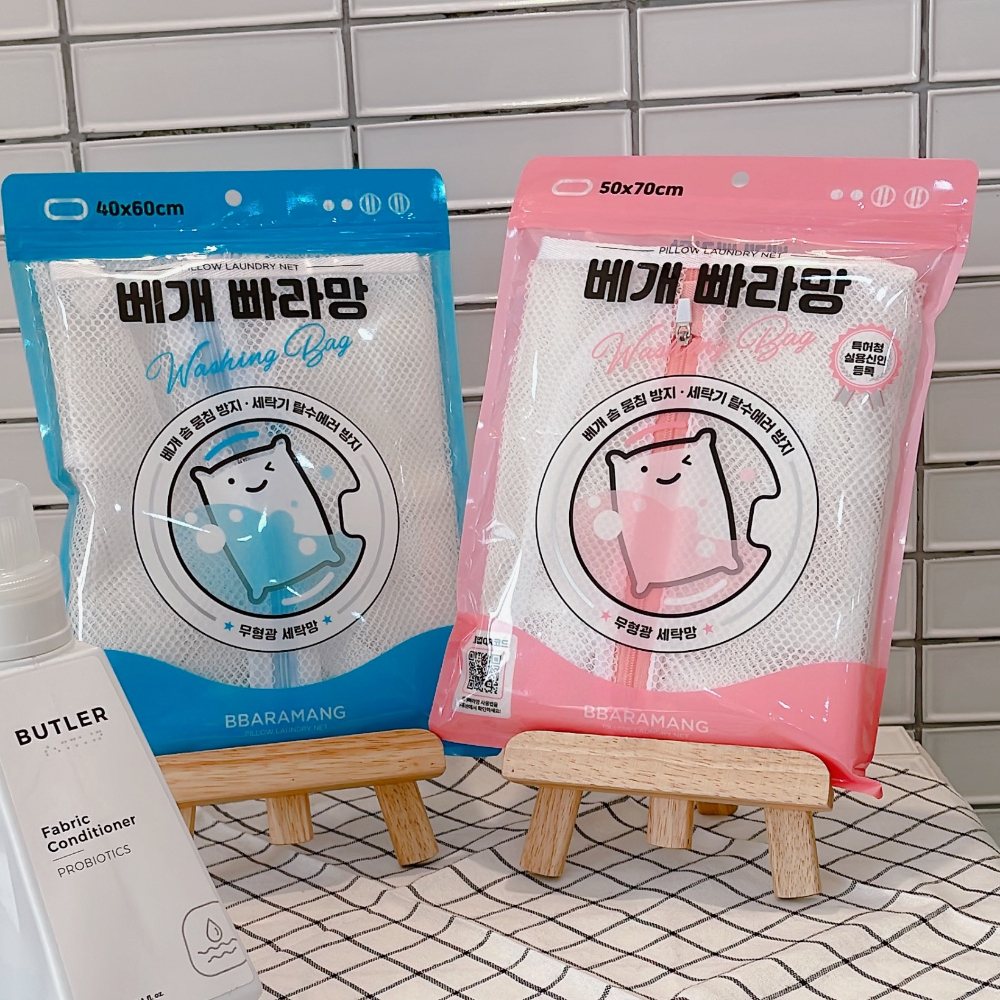 40x60cm
PILLOW LAUNDRY NET
베개 빠라망
Washing Bag
베개 솜 뭉침 방지 · 세탁기 탈수에러 방지
무형광 세탁망
BBARAMANG
PILLOW LAUNDRY NET
50x70cm
PILLOW LAUNDRY NET
베개 빠라망
Washing Bag
특허청
실용신안
등록
베개 솜 뭉침 방지 · 세탁기 탈수에러 방지
무형광 세탁망
BBARAMANG
PILLOW LAUNDRY NET
BUTLER
Fabric
Conditioner
PROBIOTICS
fl oz